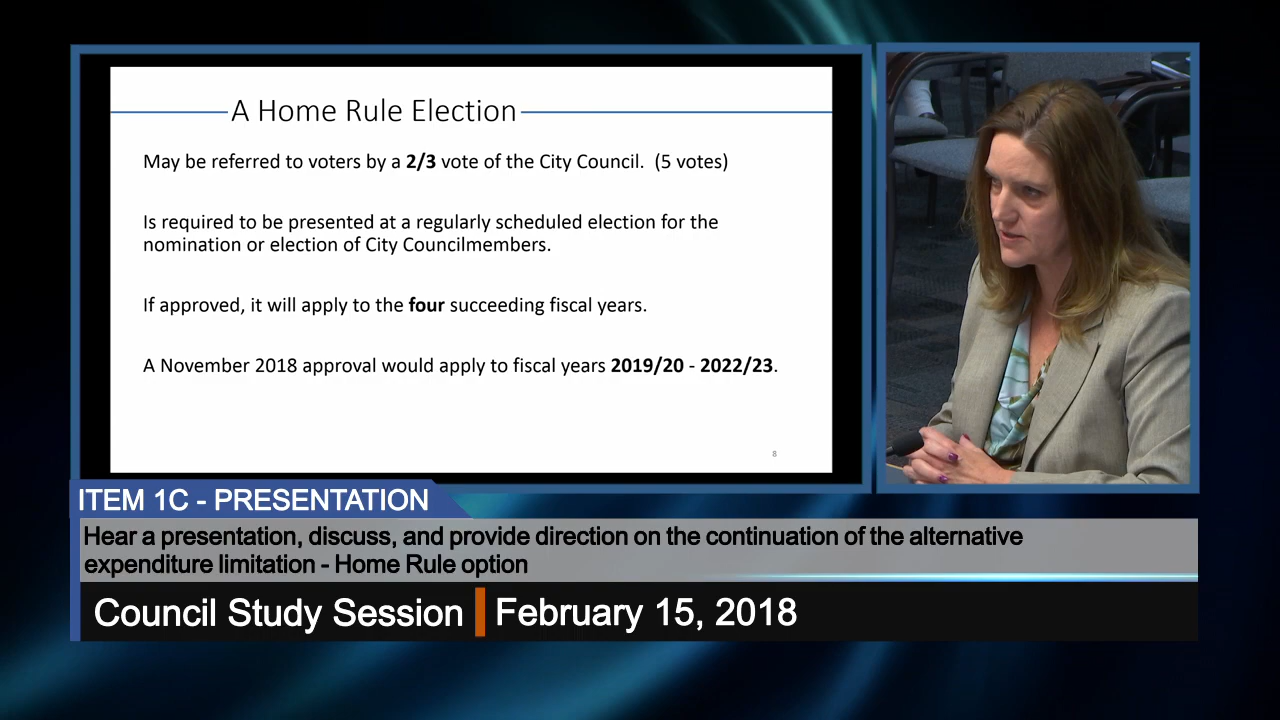 A Home Rule Election
May be referred to voters by a 2/3 vote of the City Council.  (5 votes)
Is required to be presented at a regularly scheduled election for the
nomination or election of City Councilmembers.
If approved, it will apply to the four succeeding fiscal years.
A November 2018 approval would apply to fiscal years 2019/20 - 2022/23.
8
ITEM 1C - PRESENTATION
Hear a presentation, discuss, and provide direction on the continuation of the alternative
expenditure limitation - Home Rule option
Council Study Session
February 15, 2018